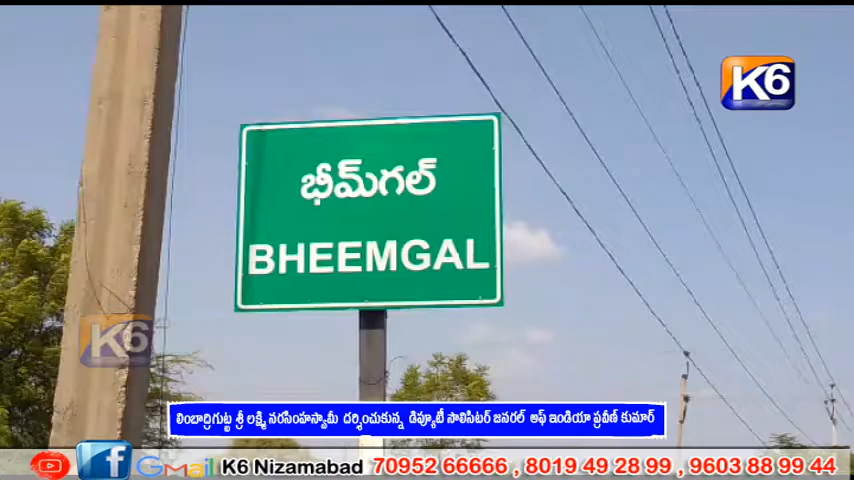 K6
భీమ్‌గల్
BHEEMGAL
K6
లింబాద్రిగుట్ట శ్రీ లక్ష్మి నరసింహస్వామీ దర్శించుకున్న డిప్యూటీ సొలిసిటర్ జనరల్ ఆఫ్ ఇండియా ప్రవీణ్ కుమార్
f Gmail K6 Nizamabad 70952 66666 , 8019 49 28 99 , 9603 88 99 44